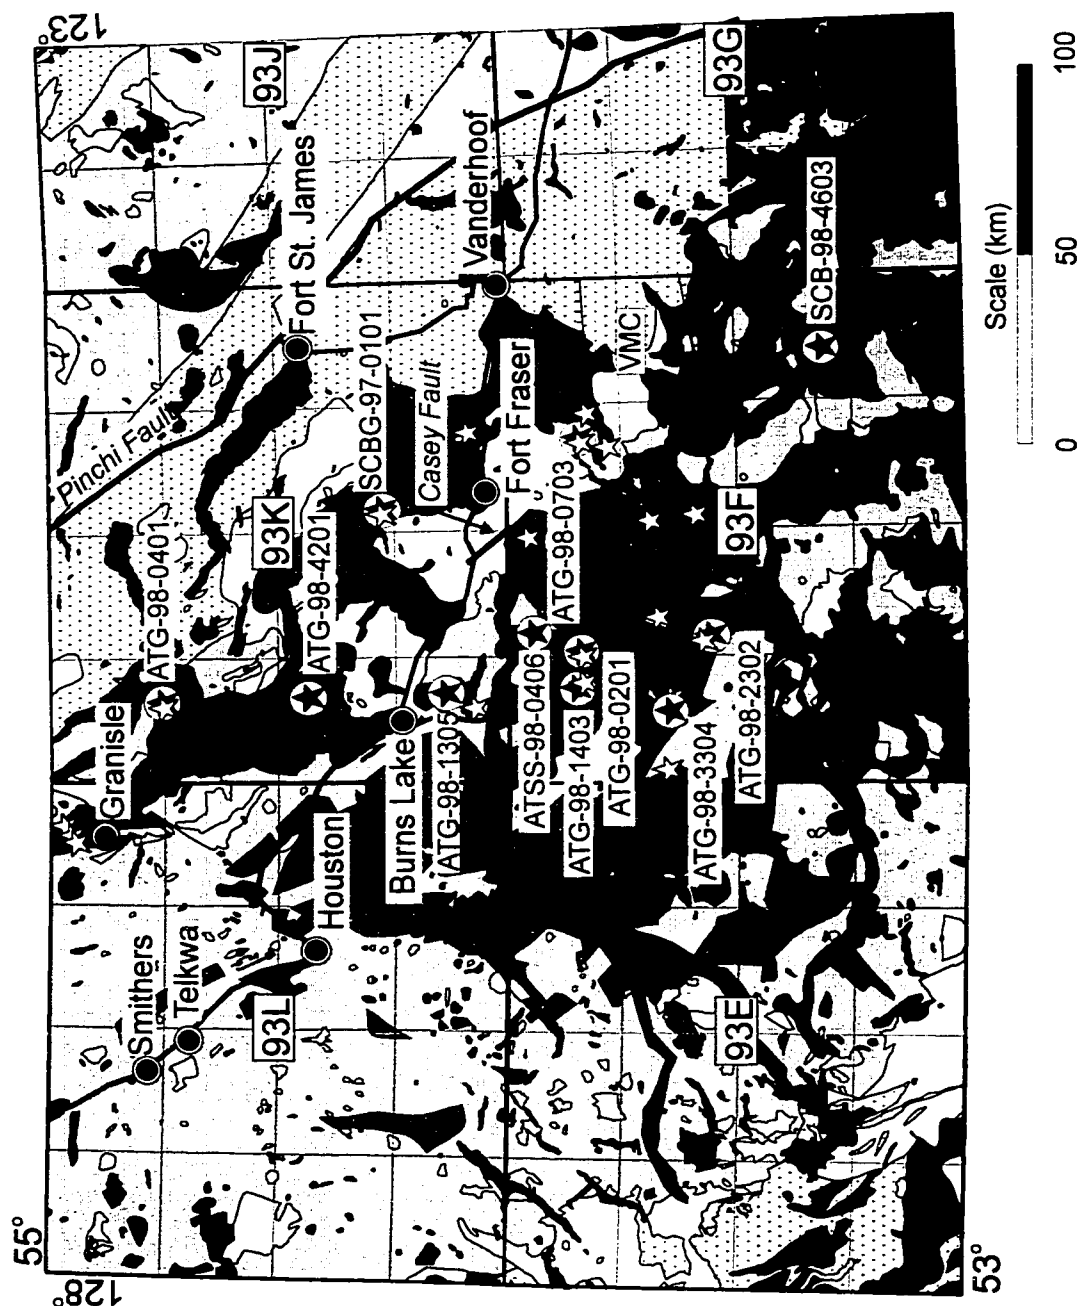 55°
128°
123°
53°
Smithers
Telkwa
Granisle
Houston
Burns Lake
Fort St. James
Vanderhoof
Fort Fraser
Pinchi Fault
Casey Fault
VMC
93L
93K
93J
93E
93F
93G
ATG-98-0401
ATG-98-4201
SCBG-97-0101
ATG-98-1305
ATSS-98-0406
ATG-98-0703
ATG-98-1403
ATG-98-0201
ATG-98-3304
ATG-98-2302
SCB-98-4603
Scale (km)
0 50 100